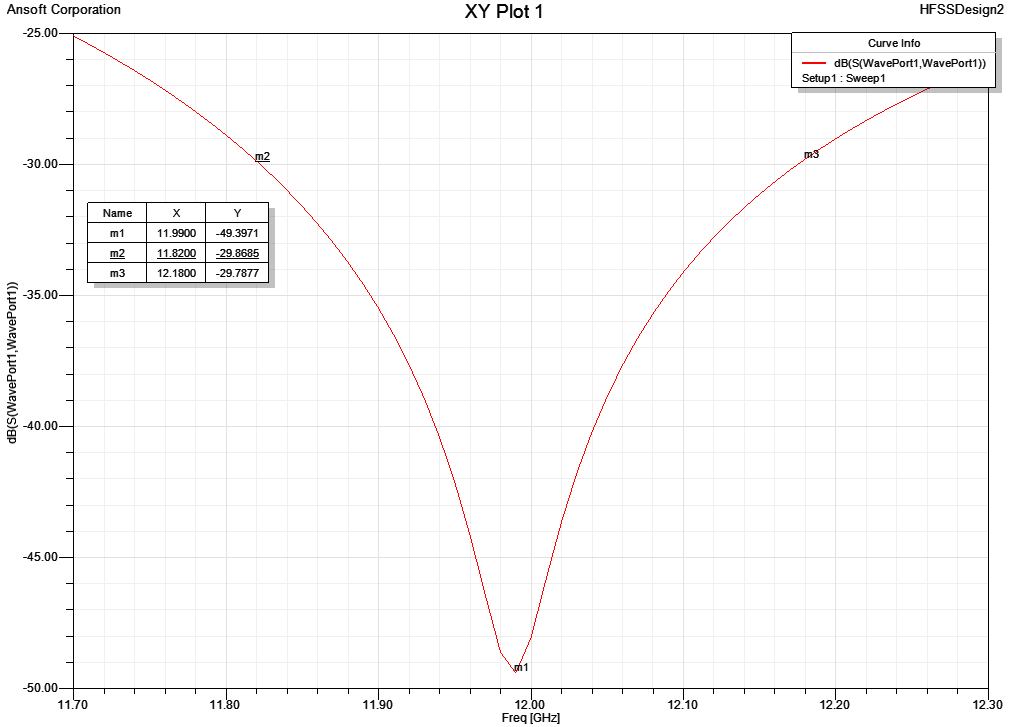 Ansoft Corporation
XY Plot 1
HFSSDesign2
Curve Info
dB(S(WavePort1,WavePort1))
Setup1 : Sweep1
-25.00
-30.00
-35.00
-40.00
-45.00
-50.00
dB(S(WavePort1,WavePort1))
m2
m3
m1
Name X Y
m1 11.9900 -49.3971
m2 11.8200 -29.8685
m3 12.1800 -29.7877
11.70 11.80 11.90 12.00 12.10 12.20 12.30
Freq [GHz]